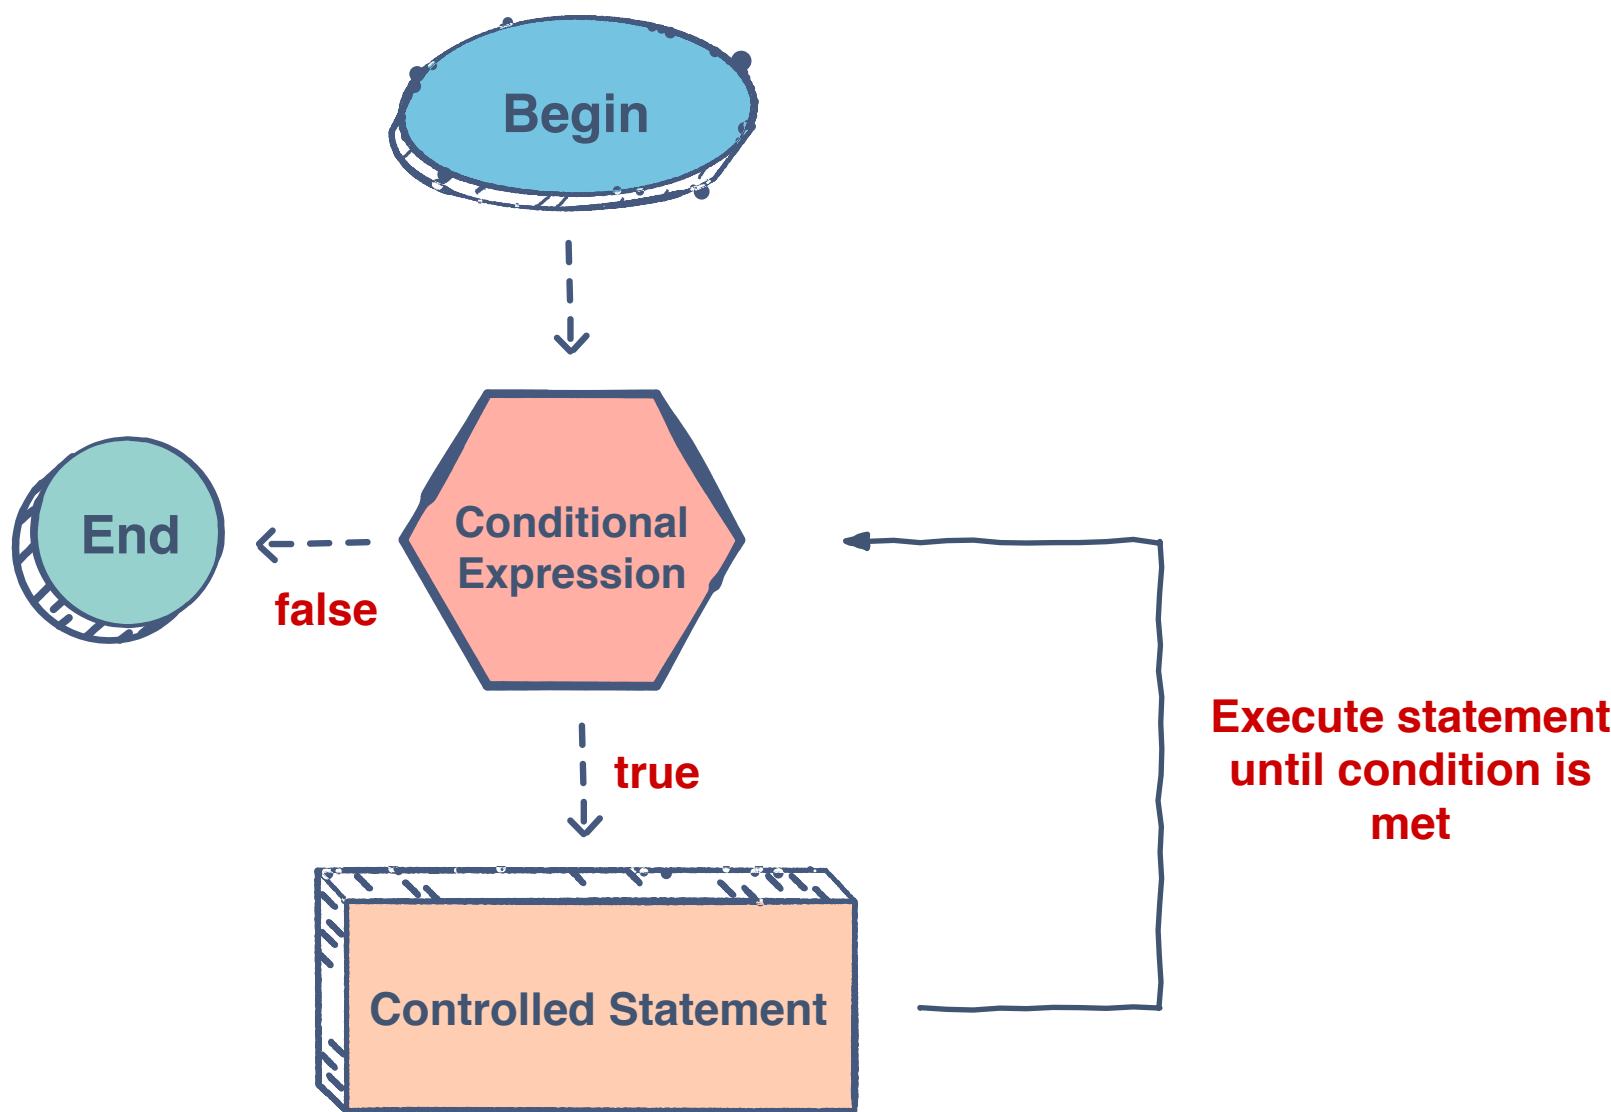 Begin
Conditional
Expression
End
false
true
Execute statement
until condition is
met
Controlled Statement